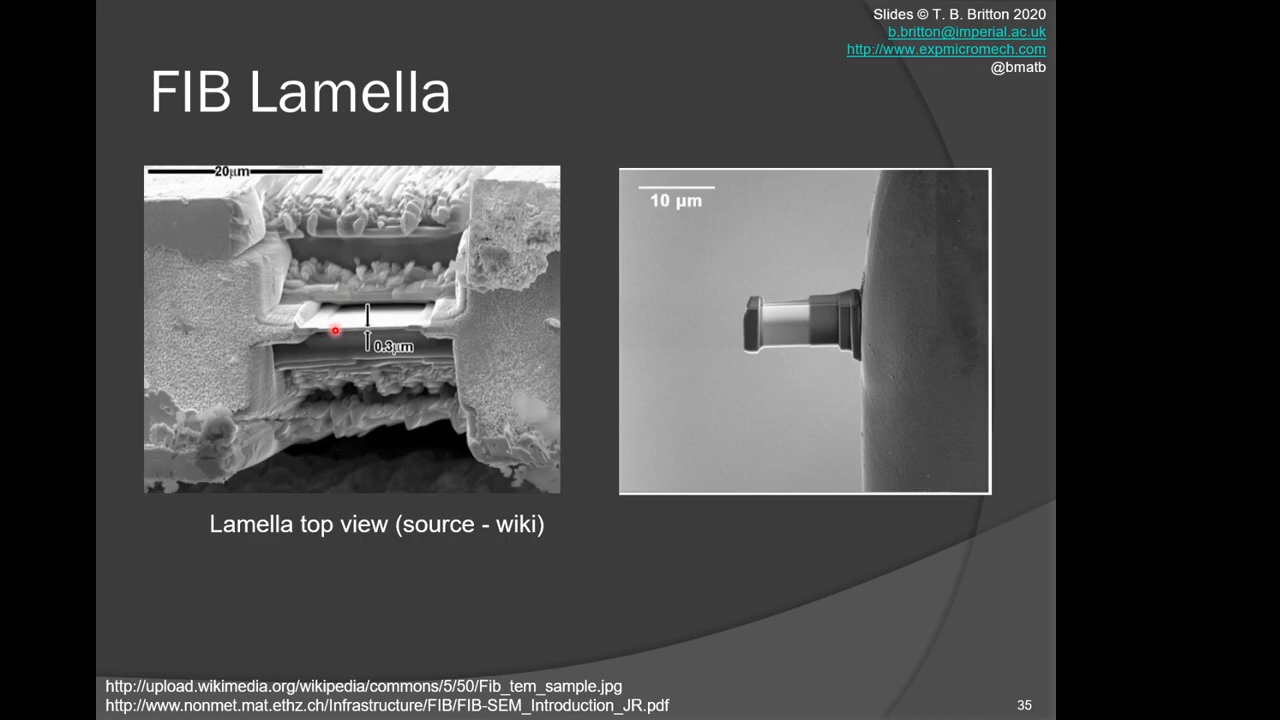 Slides © T. B. Britton 2020
b.britton@imperial.ac.uk
http://www.expmicromech.com
@bmatb
FIB Lamella
20µm
0.3µm
10 µm
Lamella top view (source - wiki)
http://upload.wikimedia.org/wikipedia/commons/5/50/Fib_tem_sample.jpg
http://www.nonmet.mat.ethz.ch/Infrastructure/FIB/FIB-SEM_Introduction_JR.pdf
35